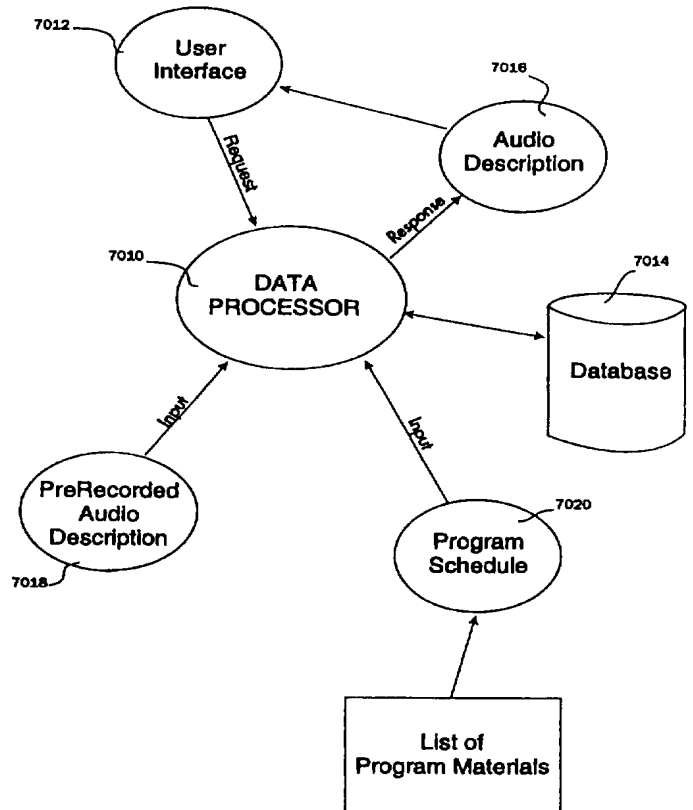 7012
User
Interface
7016
Audio
Description
Request
Response
7010
DATA
PROCESSOR
7014
Database
Input
Input
PreRecorded
Audio
Description
7018
7020
Program
Schedule
List of
Program Materials